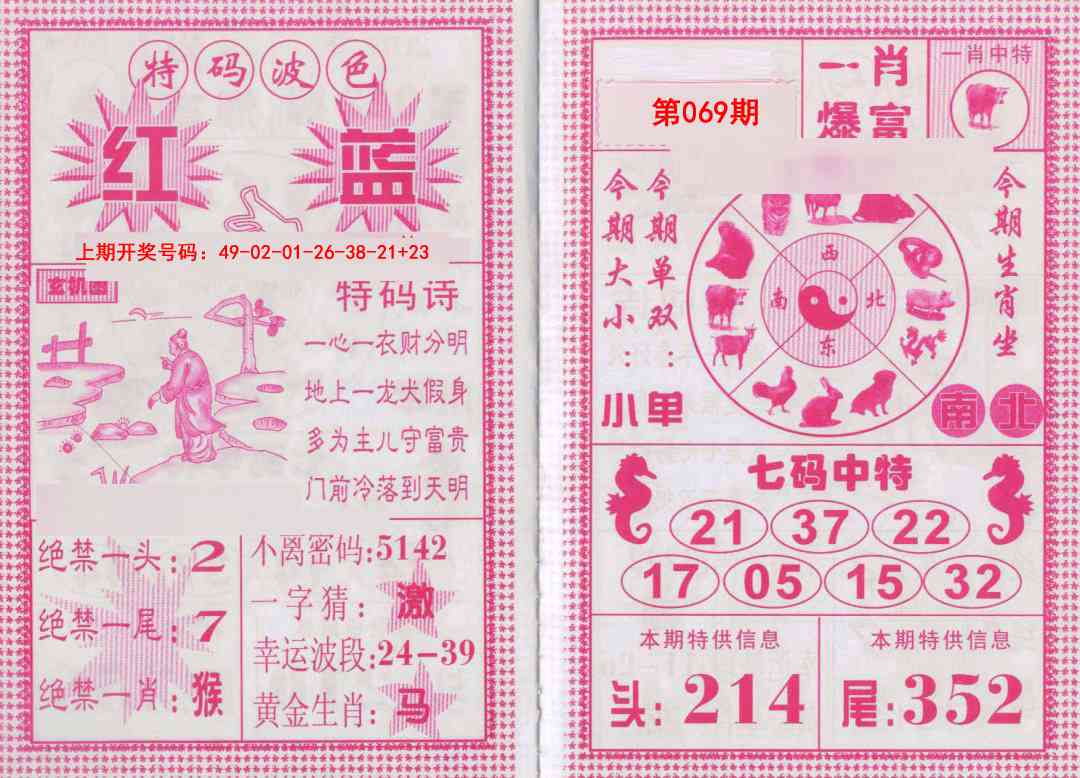 特码波色
红 蓝
上期开奖号码：49-02-01-26-38-21+23
玄机图
特码诗
一心一衣财分明
地上一龙犬假身
多为主儿守富贵
门前冷落到天明
绝禁一头：2
绝禁一尾：7
绝禁一肖：猴
不离密码：5142
一字猜：激
幸运波段：24－39
黄金生肖：马
第069期
一肖
爆富
一肖中特
今期大小：小
今期单双：单
西
南
北
东
今期生肖坐
南北
七码中特
21 37 22
17 05 15 32
本期特供信息
头：214
本期特供信息
尾：352